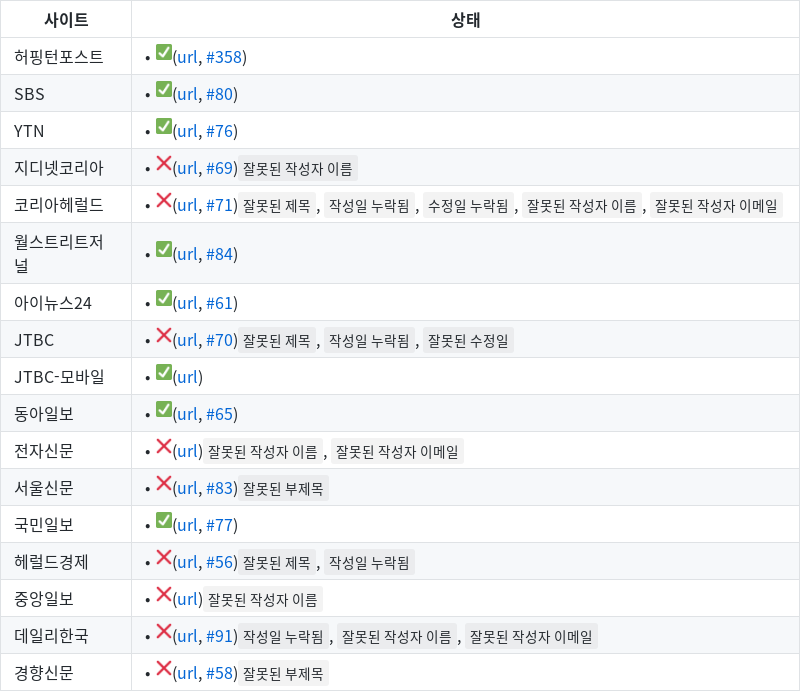 사이트 상태
허핑턴포스트 • ✅(url, #358)
SBS • ✅(url, #80)
YTN • ✅(url, #76)
지디넷코리아 • ❌(url, #69) 잘못된 작성자 이름
코리아헤럴드 • ❌(url, #71) 잘못된 제목 , 작성일 누락됨 , 수정일 누락됨 , 잘못된 작성자 이름 , 잘못된 작성자 이메일
월스트리트저
널 • ✅(url, #84)
아이뉴스24 • ✅(url, #61)
JTBC • ❌(url, #70) 잘못된 제목 , 작성일 누락됨 , 잘못된 수정일
JTBC-모바일 • ✅(url)
동아일보 • ✅(url, #65)
전자신문 • ❌(url) 잘못된 작성자 이름 , 잘못된 작성자 이메일
서울신문 • ❌(url, #83) 잘못된 부제목
국민일보 • ✅(url, #77)
헤럴드경제 • ❌(url, #56) 잘못된 제목 , 작성일 누락됨
중앙일보 • ❌(url) 잘못된 작성자 이름
데일리한국 • ❌(url, #91) 작성일 누락됨 , 잘못된 작성자 이름 , 잘못된 작성자 이메일
경향신문 • ❌(url, #58) 잘못된 부제목